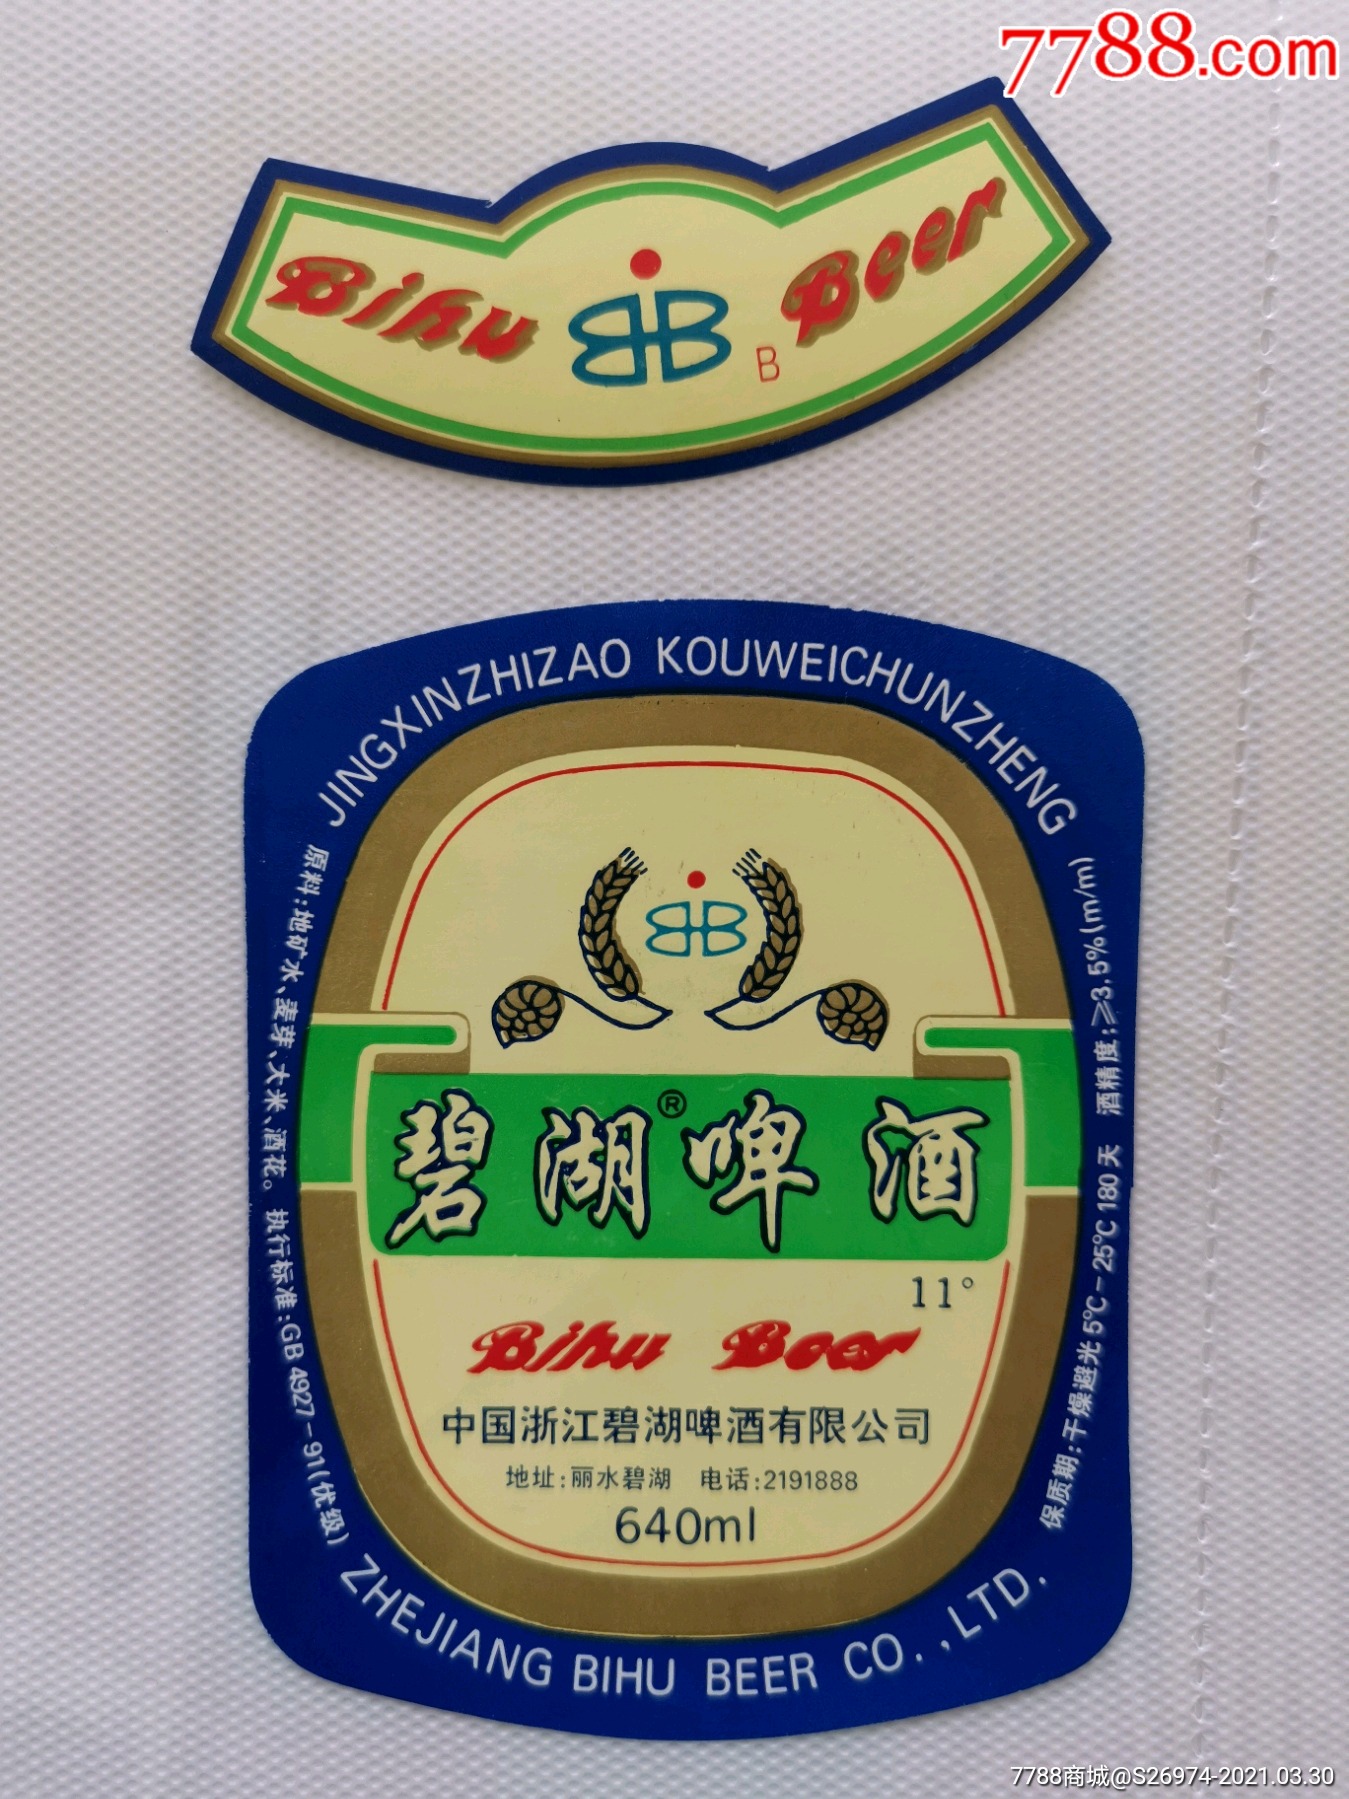 7788.com
Bihu
BB
B
Beer
JINGXINZHIZAO KOUWEICHUNZHENG
原料:地矿水、麦芽、大米、酒花。 执行标准:GB 4927-91(优级)
保质期:干燥避光5℃-25℃180天 酒精度:≥3.5%(m/m)
BB
碧湖®啤酒
11°
Bihu Beer
中国浙江碧湖啤酒有限公司
地址:丽水碧湖 电话:2191888
640ml
ZHEJIANG BIHU BEER CO.,LTD.
7788商城@S26974-2021.03.30